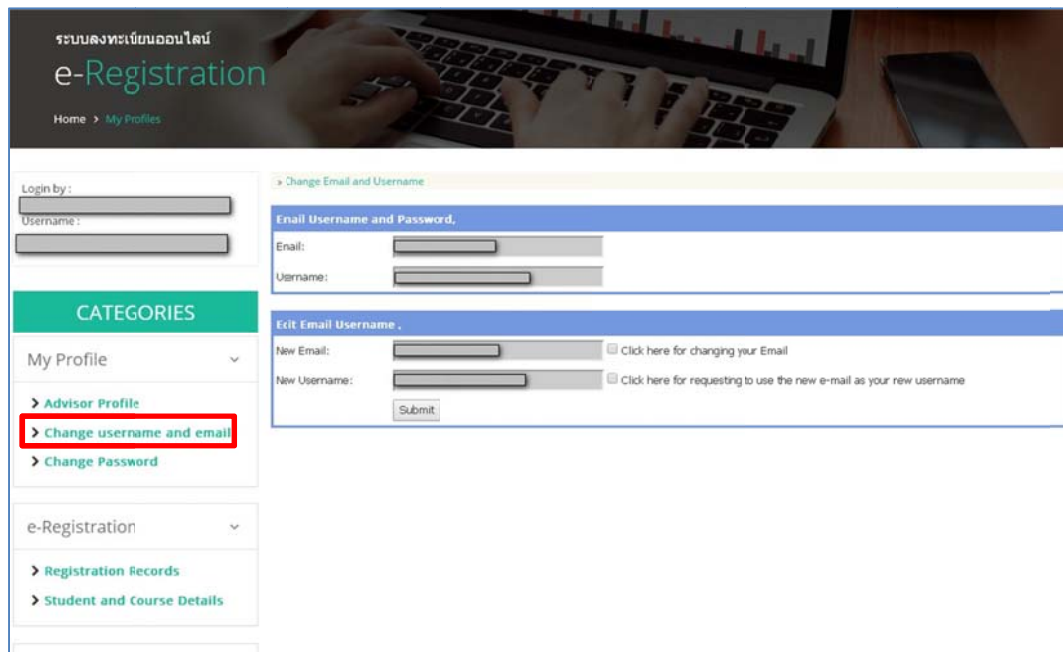 ระบบลงทะเบียนออนไลน์
e-Registration
Home > My Profiles
Login by :
Username :
CATEGORIES
My Profile
Advisor Profile
Change username and email
Change Password
e-Registration
Registration Records
Student and Course Details
» Change Email and Username
Email Username and Password,
Email:
Username:
Edit Email Username ,
New Email:
Click here for changing your Email
New Username:
Click here for requesting to use the new e-mail as your new username
Submit